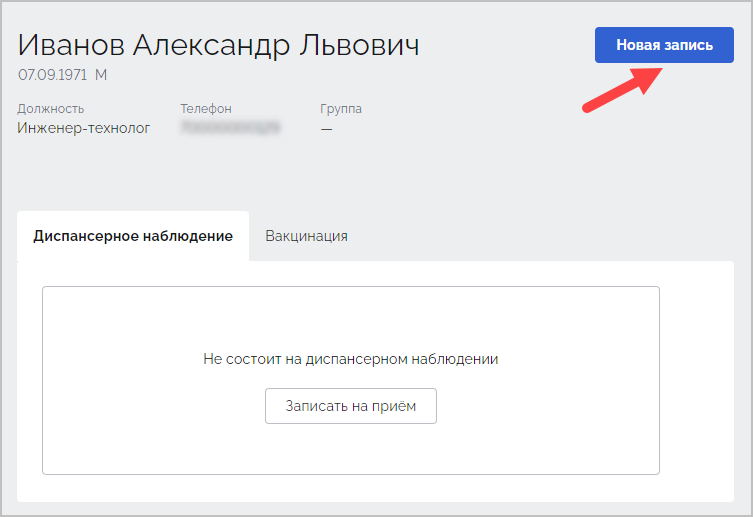 Иванов Александр Львович
Новая запись
07.09.1971 М
Должность
Телефон
Группа
Инженер-технолог
—
Диспансерное наблюдение
Вакцинация
Не состоит на диспансерном наблюдении
Записать на приём